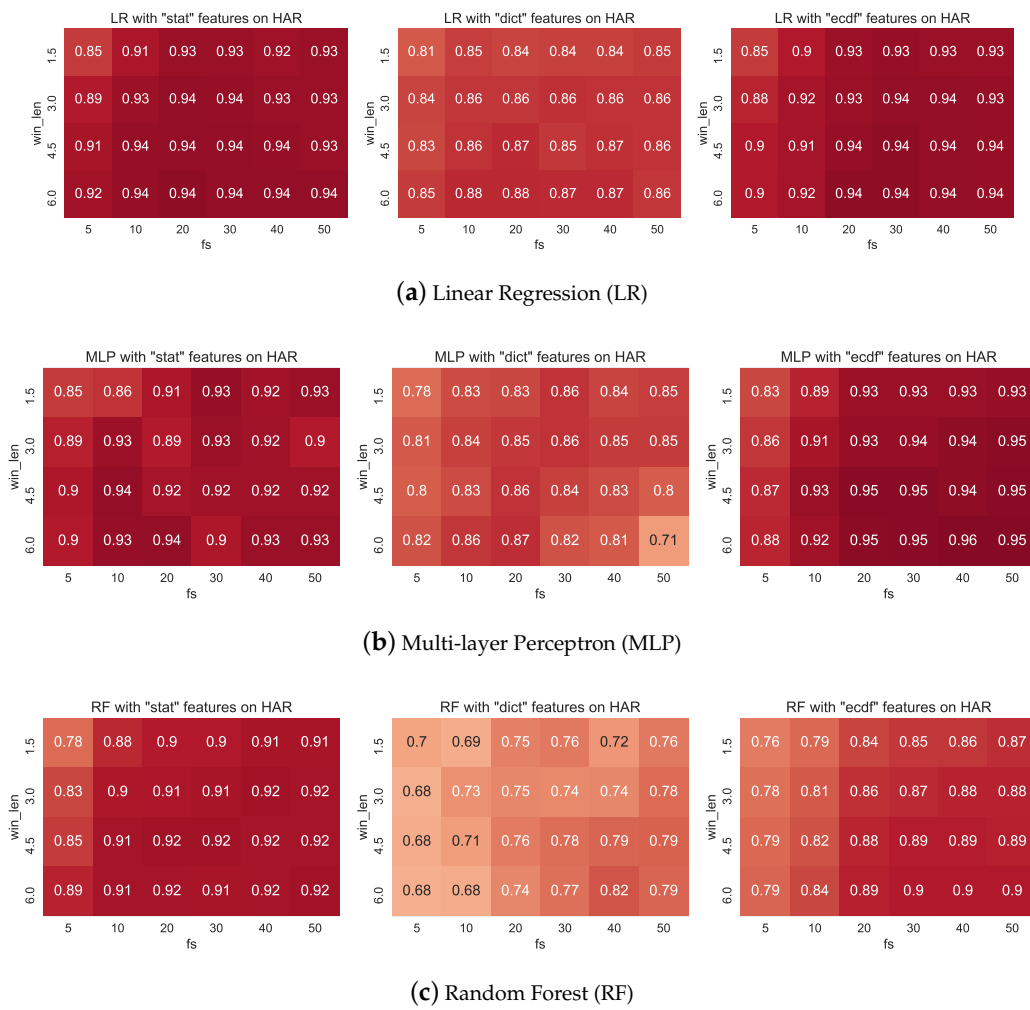 LR with "stat" features on HAR
1.5 0.85 0.91 0.93 0.93 0.92 0.93
3.0 0.89 0.93 0.94 0.94 0.93 0.93
4.5 0.91 0.94 0.94 0.94 0.94 0.93
6.0 0.92 0.94 0.94 0.94 0.94 0.94
win_len
5 10 20 30 40 50
fs
LR with "dict" features on HAR
1.5 0.81 0.85 0.84 0.84 0.84 0.85
3.0 0.84 0.86 0.86 0.86 0.86 0.86
4.5 0.83 0.86 0.87 0.85 0.87 0.86
6.0 0.85 0.88 0.88 0.87 0.87 0.86
5 10 20 30 40 50
fs
LR with "ecdf" features on HAR
1.5 0.85 0.9 0.93 0.93 0.93 0.93
3.0 0.88 0.92 0.93 0.94 0.94 0.93
4.5 0.9 0.91 0.94 0.94 0.94 0.94
6.0 0.9 0.92 0.94 0.94 0.94 0.94
win_len
5 10 20 30 40 50
fs
(a) Linear Regression (LR)
MLP with "stat" features on HAR
1.5 0.85 0.86 0.91 0.93 0.92 0.93
3.0 0.89 0.93 0.89 0.93 0.92 0.9
4.5 0.9 0.94 0.92 0.92 0.92 0.92
6.0 0.9 0.93 0.94 0.9 0.93 0.93
win_len
5 10 20 30 40 50
fs
MLP with "dict" features on HAR
1.5 0.78 0.83 0.83 0.86 0.84 0.85
3.0 0.81 0.84 0.85 0.86 0.85 0.85
4.5 0.8 0.83 0.86 0.84 0.83 0.8
6.0 0.82 0.86 0.87 0.82 0.81 0.71
win_len
5 10 20 30 40 50
fs
MLP with "ecdf" features on HAR
1.5 0.83 0.89 0.93 0.93 0.93 0.93
3.0 0.86 0.91 0.93 0.94 0.94 0.95
4.5 0.87 0.93 0.95 0.95 0.94 0.95
6.0 0.88 0.92 0.95 0.95 0.96 0.95
win_len
5 10 20 30 40 50
fs
(b) Multi-layer Perceptron (MLP)
RF with "stat" features on HAR
1.5 0.78 0.88 0.9 0.9 0.91 0.91
3.0 0.83 0.9 0.91 0.91 0.92 0.92
4.5 0.85 0.91 0.92 0.92 0.92 0.92
6.0 0.89 0.91 0.92 0.91 0.92 0.92
win_len
5 10 20 30 40 50
fs
RF with "dict" features on HAR
1.5 0.7 0.69 0.75 0.76 0.72 0.76
3.0 0.68 0.73 0.75 0.74 0.74 0.78
4.5 0.68 0.71 0.76 0.78 0.79 0.79
6.0 0.68 0.68 0.74 0.77 0.82 0.79
win_len
5 10 20 30 40 50
fs
RF with "ecdf" features on HAR
1.5 0.76 0.79 0.84 0.85 0.86 0.87
3.0 0.78 0.81 0.86 0.87 0.88 0.88
4.5 0.79 0.82 0.88 0.89 0.89 0.89
6.0 0.79 0.84 0.89 0.9 0.9 0.9
win_len
5 10 20 30 40 50
fs
(c) Random Forest (RF)